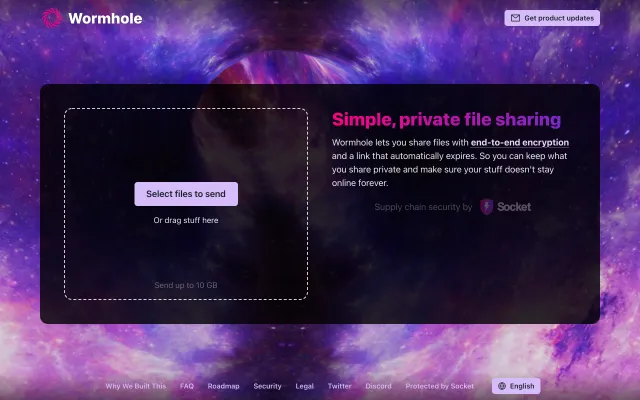 Wormhole
Get product updates
Select files to send
Or drag stuff here
Send up to 10 GB
Simple, private file sharing
Wormhole lets you share files with end-to-end encryption
and a link that automatically expires. So you can keep what
you share private and make sure your stuff doesn't stay
online forever.
Supply chain security by Socket
Why We Built This FAQ Roadmap Security Legal Twitter Discord Protected by Socket English